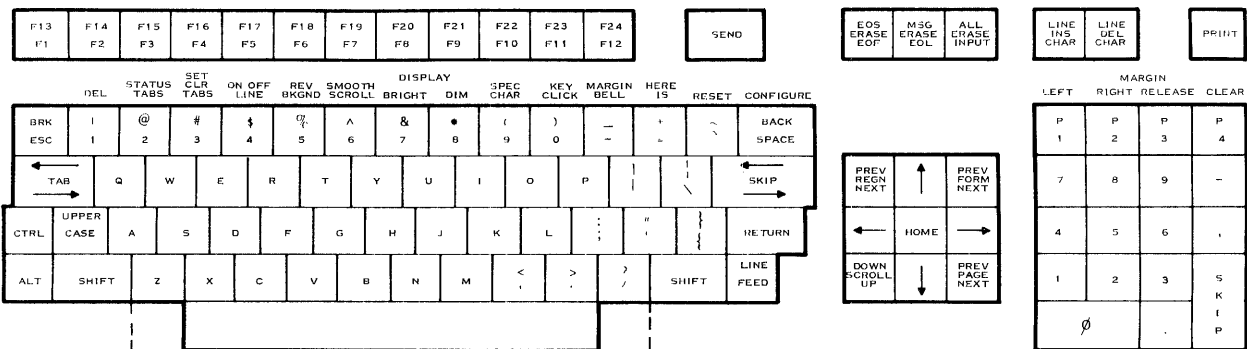 F13 F14 F15 F16 F17 F18 F19 F20 F21 F22 F23 F24
F1 F2 F3 F4 F5 F6 F7 F8 F9 F10 F11 F12
SEND
EOS ERASE EOF
MSG ERASE EOL
ALL ERASE INPUT
LINE INS CHAR
LINE DEL CHAR
PRINT
DEL
STATUS TABS
SET CLR TABS
ON OFF LINE
REV BKGND
SMOOTH SCROLL
DISPLAY
BRIGHT DIM
SPEC CHAR
KEY CLICK
MARGIN BELL
HERE IS
RESET
CONFIGURE
MARGIN
LEFT RIGHT RELEASE CLEAR
BRK | @ # $ % ^ & ( ) _ + ~ BACK
ESC 1 2 3 4 5 6 7 8 9 0 SPACE
P P P P
1 2 3 4
TAB Q W E R T Y U I O P | \ SKIP
PREV REGN NEXT
PREV FORM NEXT
7 8 9 -
CTRL
UPPER CASE
A S D F G H J K L : ; " ' } { RETURN
HOME
4 5 6 ,
ALT SHIFT Z X C V B N M < , > . / SHIFT
LINE FEED
DOWN SCROLL UP
PREV PAGE NEXT
1 2 3
SKIP
Ø .